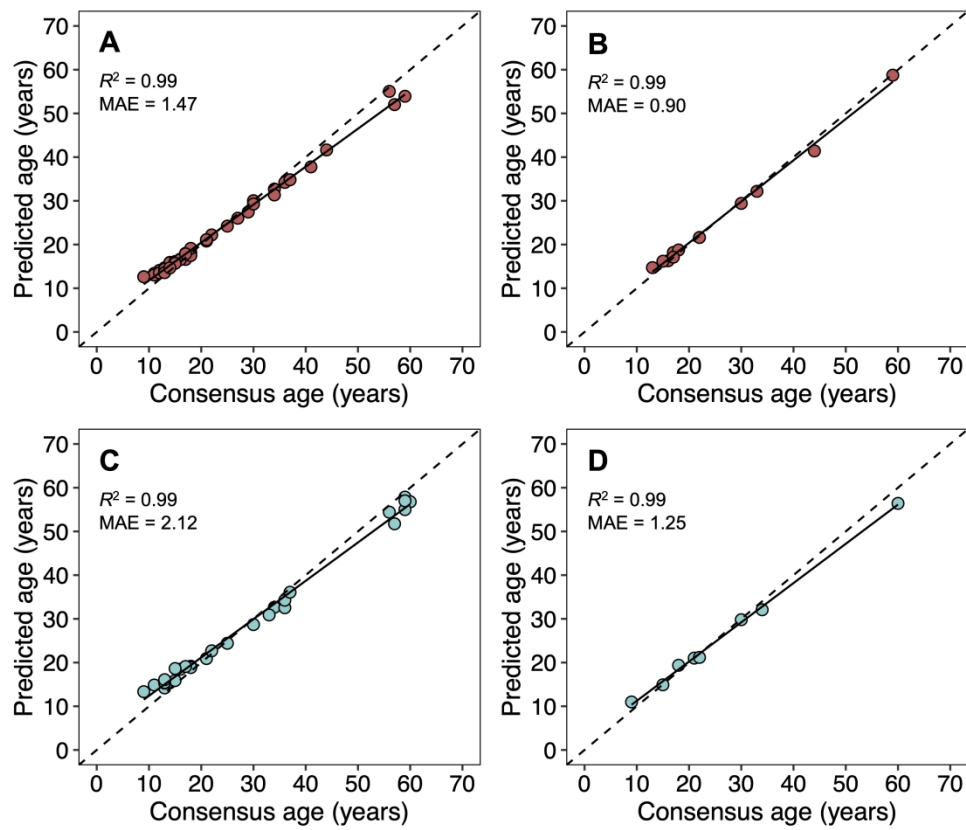 A
R² = 0.99
MAE = 1.47
Predicted age (years)
70
60
50
40
30
20
10
0
0 10 20 30 40 50 60 70
Consensus age (years)
B
R² = 0.99
MAE = 0.90
Predicted age (years)
70
60
50
40
30
20
10
0
0 10 20 30 40 50 60 70
Consensus age (years)
C
R² = 0.99
MAE = 2.12
Predicted age (years)
70
60
50
40
30
20
10
0
0 10 20 30 40 50 60 70
Consensus age (years)
D
R² = 0.99
MAE = 1.25
Predicted age (years)
70
60
50
40
30
20
10
0
0 10 20 30 40 50 60 70
Consensus age (years)